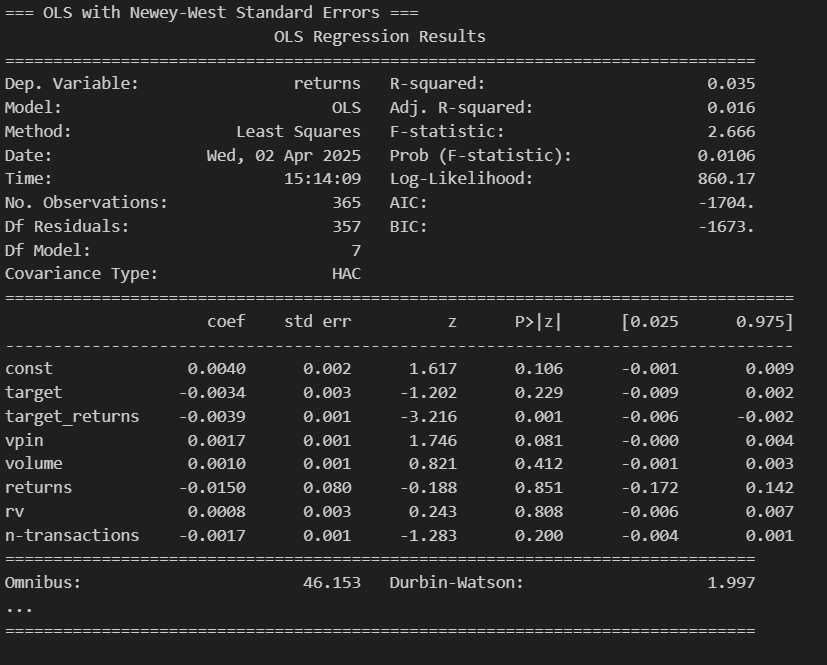 === OLS with Newey-West Standard Errors ===
                            OLS Regression Results
==============================================================================
Dep. Variable:                returns   R-squared:                       0.035
Model:                            OLS   Adj. R-squared:                  0.016
Method:                 Least Squares   F-statistic:                     2.666
Date:                Wed, 02 Apr 2025   Prob (F-statistic):             0.0106
Time:                        15:14:09   Log-Likelihood:                 860.17
No. Observations:                 365   AIC:                            -1704.
Df Residuals:                     357   BIC:                            -1673.
Df Model:                           7
Covariance Type:                  HAC
==================================================================================
                     coef    std err          z      P>|z|      [0.025      0.975]
----------------------------------------------------------------------------------
const              0.0040      0.002      1.617      0.106      -0.001       0.009
target            -0.0034      0.003     -1.202      0.229      -0.009       0.002
target_returns    -0.0039      0.001     -3.216      0.001      -0.006      -0.002
vpin               0.0017      0.001      1.746      0.081      -0.000       0.004
volume             0.0010      0.001      0.821      0.412      -0.001       0.003
returns           -0.0150      0.080     -0.188      0.851      -0.172       0.142
rv                 0.0008      0.003      0.243      0.808      -0.006       0.007
n-transactions    -0.0017      0.001     -1.283      0.200      -0.004       0.001
==============================================================================
Omnibus:                       46.153   Durbin-Watson:                   1.997
...
==============================================================================